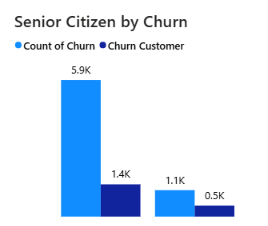 Senior Citizen by Churn
Count of Churn Churn Customer
5.9K
1.4K
1.1K
0.5K